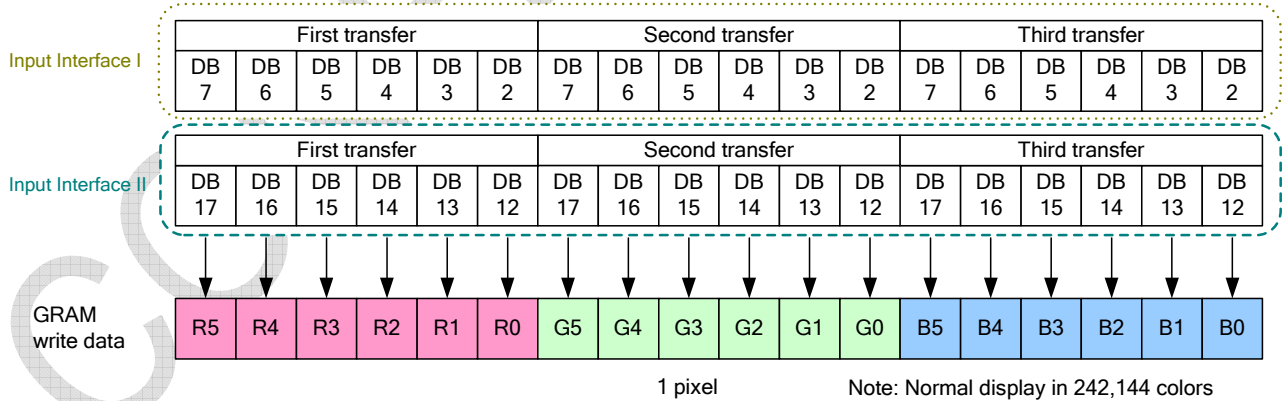 First transfer Second transfer Third transfer
Input Interface I
DB DB DB DB DB DB DB DB DB DB DB DB DB DB DB DB DB DB
7 6 5 4 3 2 7 6 5 4 3 2 7 6 5 4 3 2
First transfer Second transfer Third transfer
Input Interface II
DB DB DB DB DB DB DB DB DB DB DB DB DB DB DB DB DB DB
17 16 15 14 13 12 17 16 15 14 13 12 17 16 15 14 13 12
GRAM
write data
R5 R4 R3 R2 R1 R0 G5 G4 G3 G2 G1 G0 B5 B4 B3 B2 B1 B0
1 pixel Note: Normal display in 242,144 colors